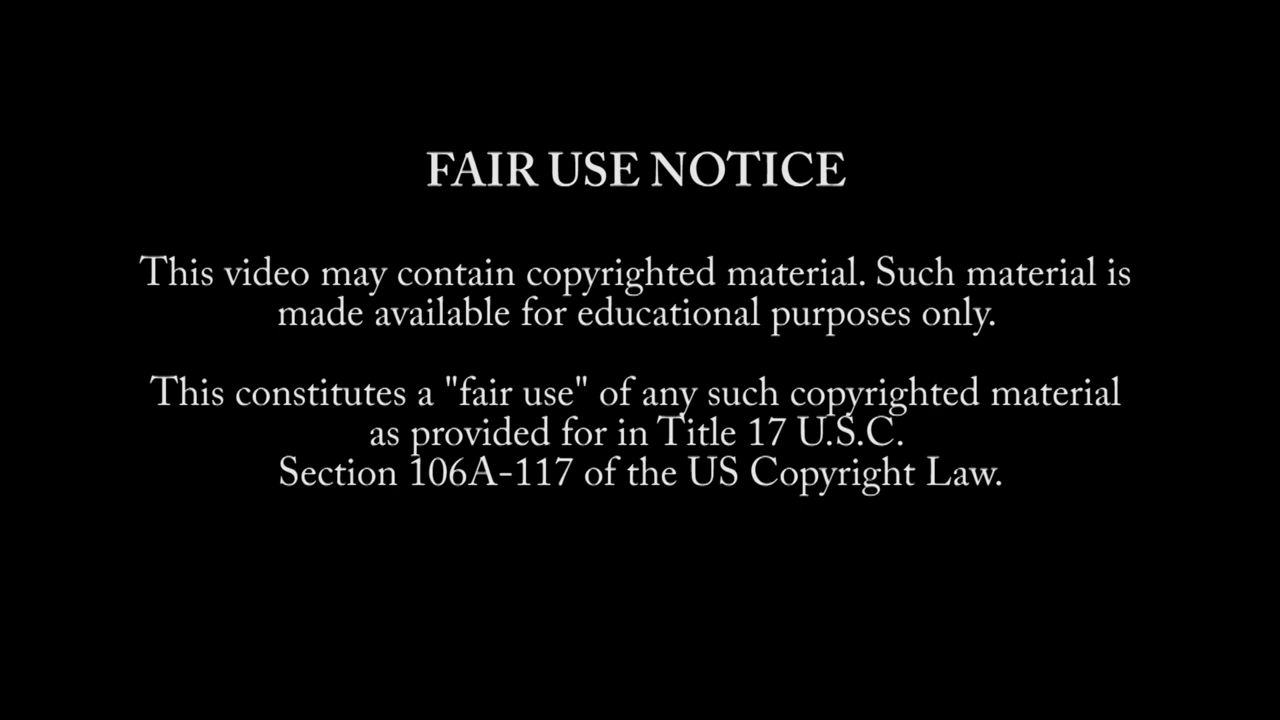 FAIR USE NOTICE
This video may contain copyrighted material. Such material is
made available for educational purposes only.
This constitutes a "fair use" of any such copyrighted material
as provided for in Title 17 U.S.C.
Section 106A-117 of the US Copyright Law.